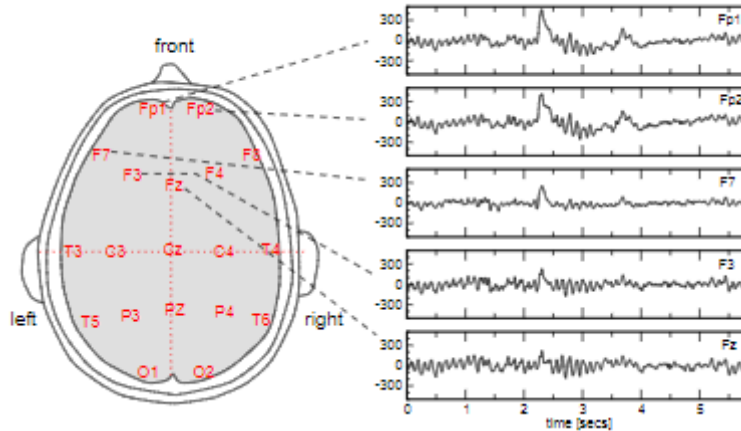 front
Fp1 Fp2
F7 F8
F3 F4
Fz
T3 C3 Cz C4 T4
P3 PZ P4
T5 T6
O1 O2
left right
300
0
-300
Fp1
300
0
-300
Fp2
300
0
-300
F7
300
0
-300
F3
300
0
-300
Fz
0 1 2 3 4 5
time [secs]